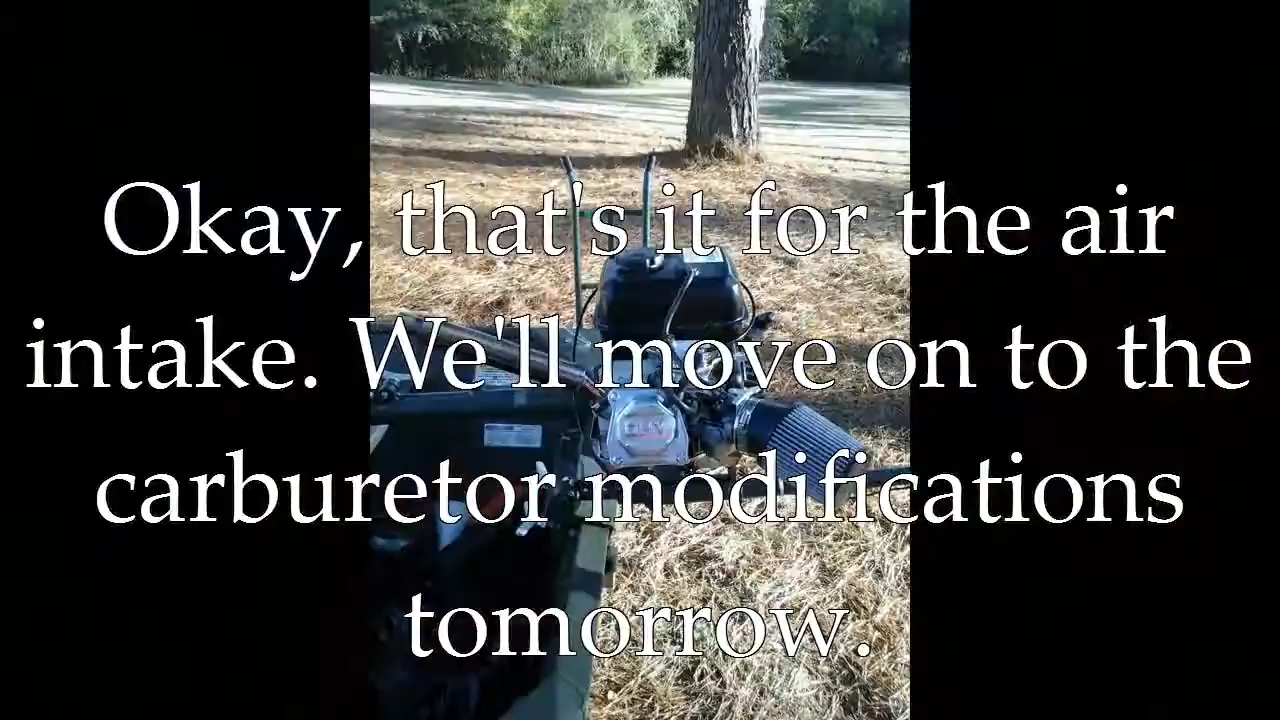 Okay, that's it for the air
intake. We'll move on to the
carburetor modifications
tomorrow.